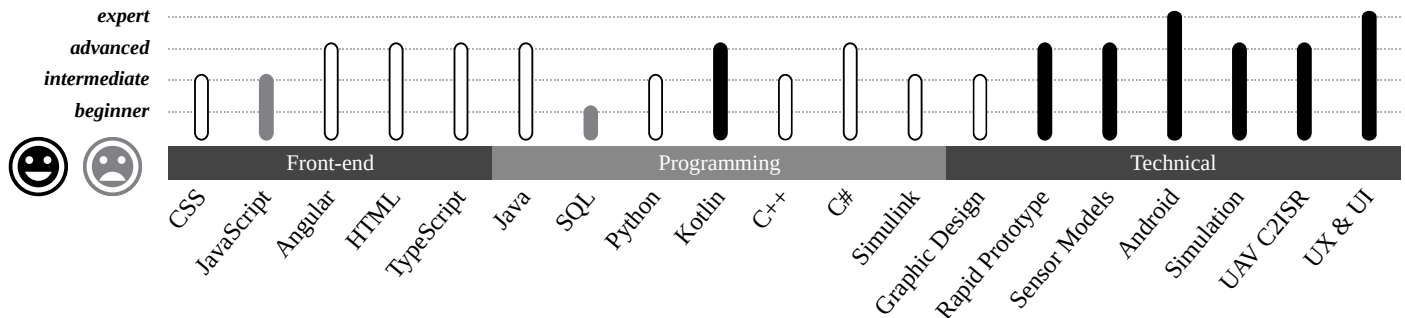 expert
advanced
intermediate
beginner
Front-end
Programming
Technical
CSS
JavaScript
Angular
HTML
TypeScript
Java
SQL
Python
Kotlin
C++
C#
Simulink
Graphic Design
Rapid Prototype
Sensor Models
Android
Simulation
UAV C2ISR
UX & UI